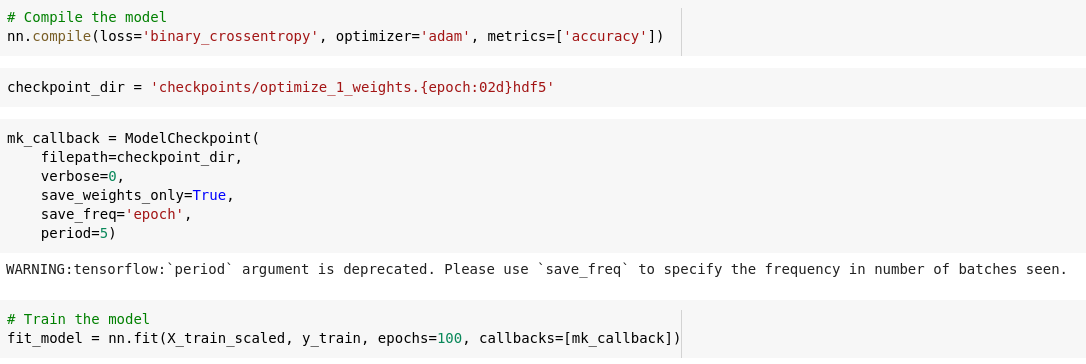 # Compile the model
nn.compile(loss='binary_crossentropy', optimizer='adam', metrics=['accuracy'])
checkpoint_dir = 'checkpoints/optimize_1_weights.{epoch:02d}hdf5'
mk_callback = ModelCheckpoint(
    filepath=checkpoint_dir,
    verbose=0,
    save_weights_only=True,
    save_freq='epoch',
    period=5)
WARNING:tensorflow:`period` argument is deprecated. Please use `save_freq` to specify the frequency in number of batches seen.
# Train the model
fit_model = nn.fit(X_train_scaled, y_train, epochs=100, callbacks=[mk_callback])